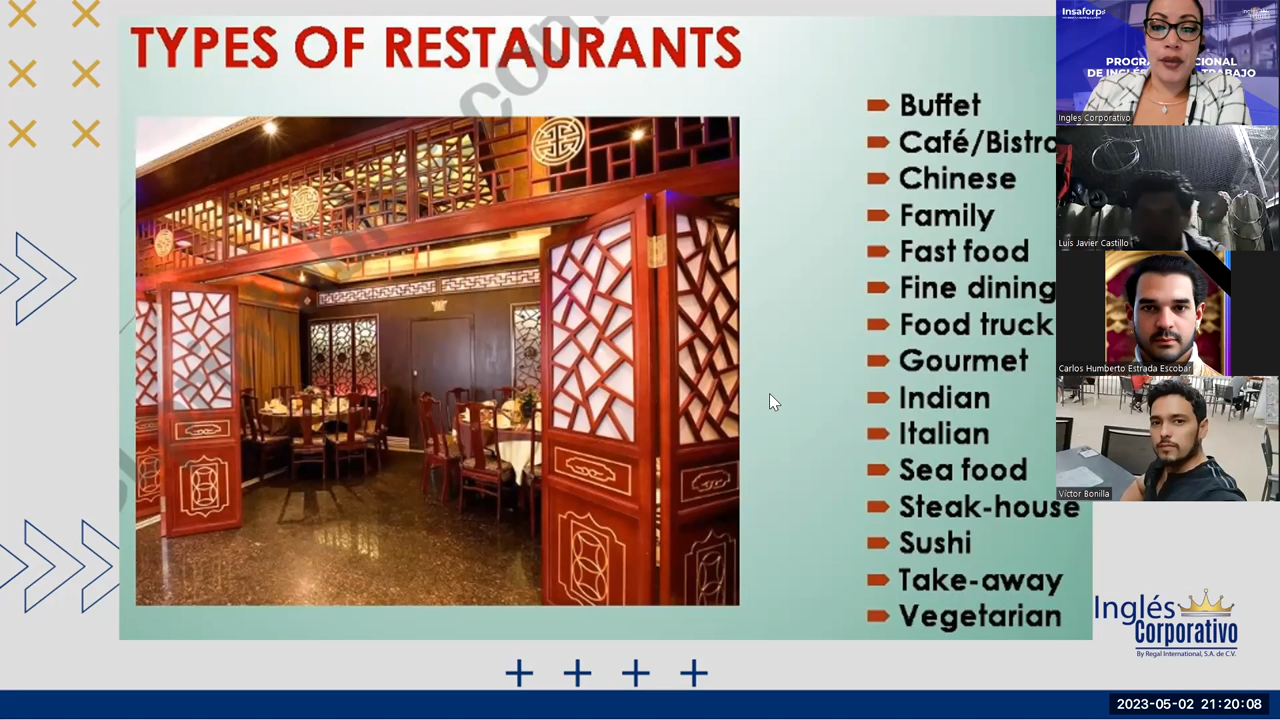 TYPES OF RESTAURANTS
Buffet
Café/Bistro
Chinese
Family
Fast food
Fine dining
Food truck
Gourmet
Indian
Italian
Sea food
Steak-house
Sushi
Take-away
Vegetarian
Insaforp
Ingles Corporativo
Luis Javier Castillo
Carlos Humberto Estrada Escobar
Víctor Bonilla
Inglés
Corporativo
By Regal International, S.A. de C.V.
2023-05-02 21:20:08